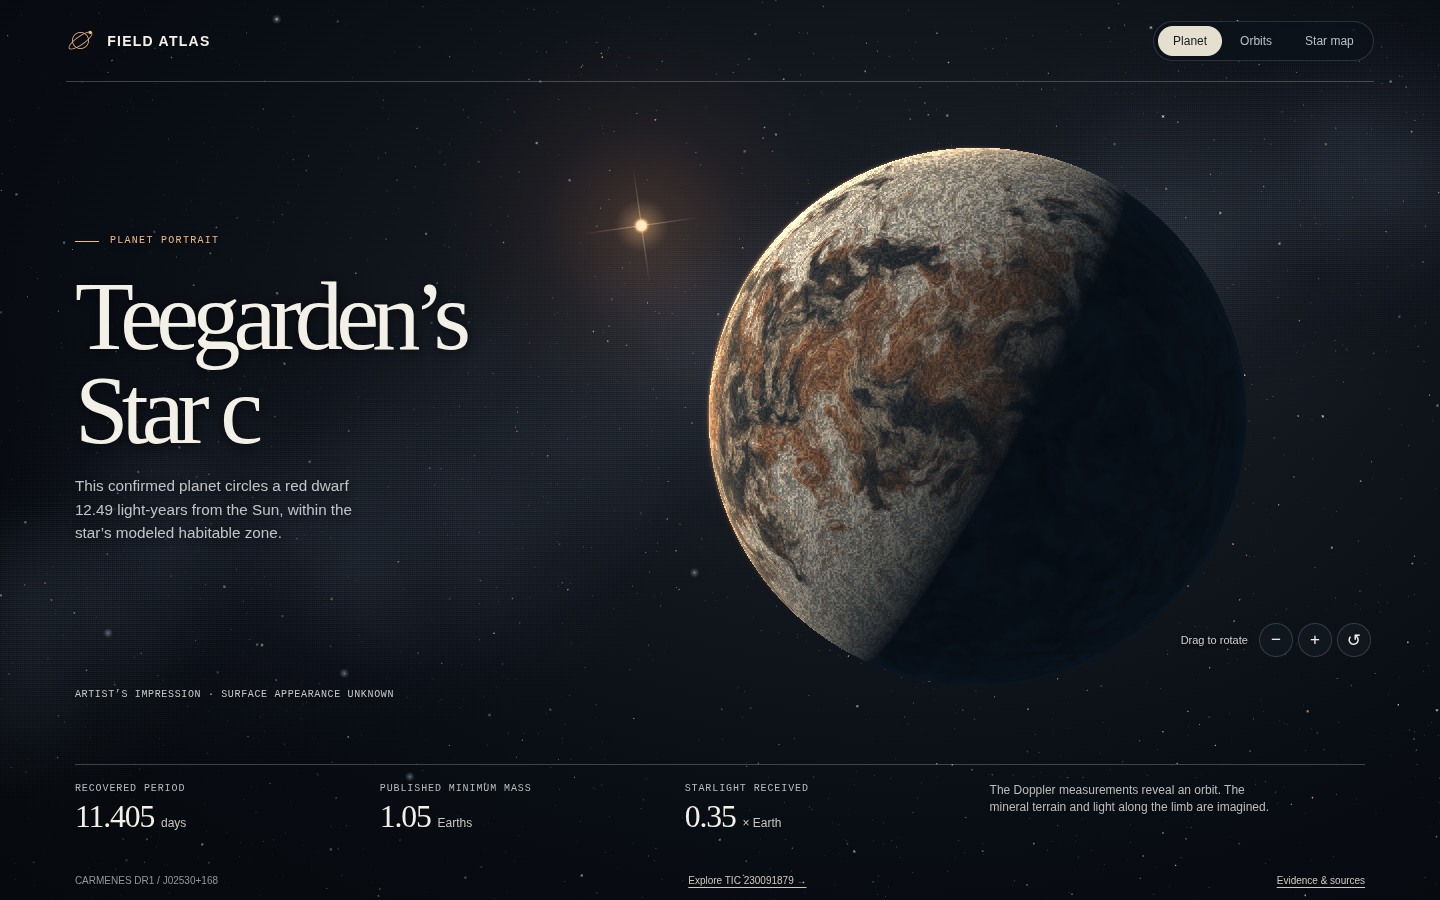 FIELD ATLAS
Planet
Orbits
Star map
PLANET PORTRAIT
Teegarden’s
Star c
This confirmed planet circles a red dwarf
12.49 light-years from the Sun, within the
star’s modeled habitable zone.
Drag to rotate
− + ↺
ARTIST’S IMPRESSION · SURFACE APPEARANCE UNKNOWN
RECOVERED PERIOD
11.405 days
PUBLISHED MINIMUM MASS
1.05 Earths
STARLIGHT RECEIVED
0.35 × Earth
The Doppler measurements reveal an orbit. The
mineral terrain and light along the limb are imagined.
CARMENES DR1 / J02530+168
Explore TIC 230091879 →
Evidence & sources